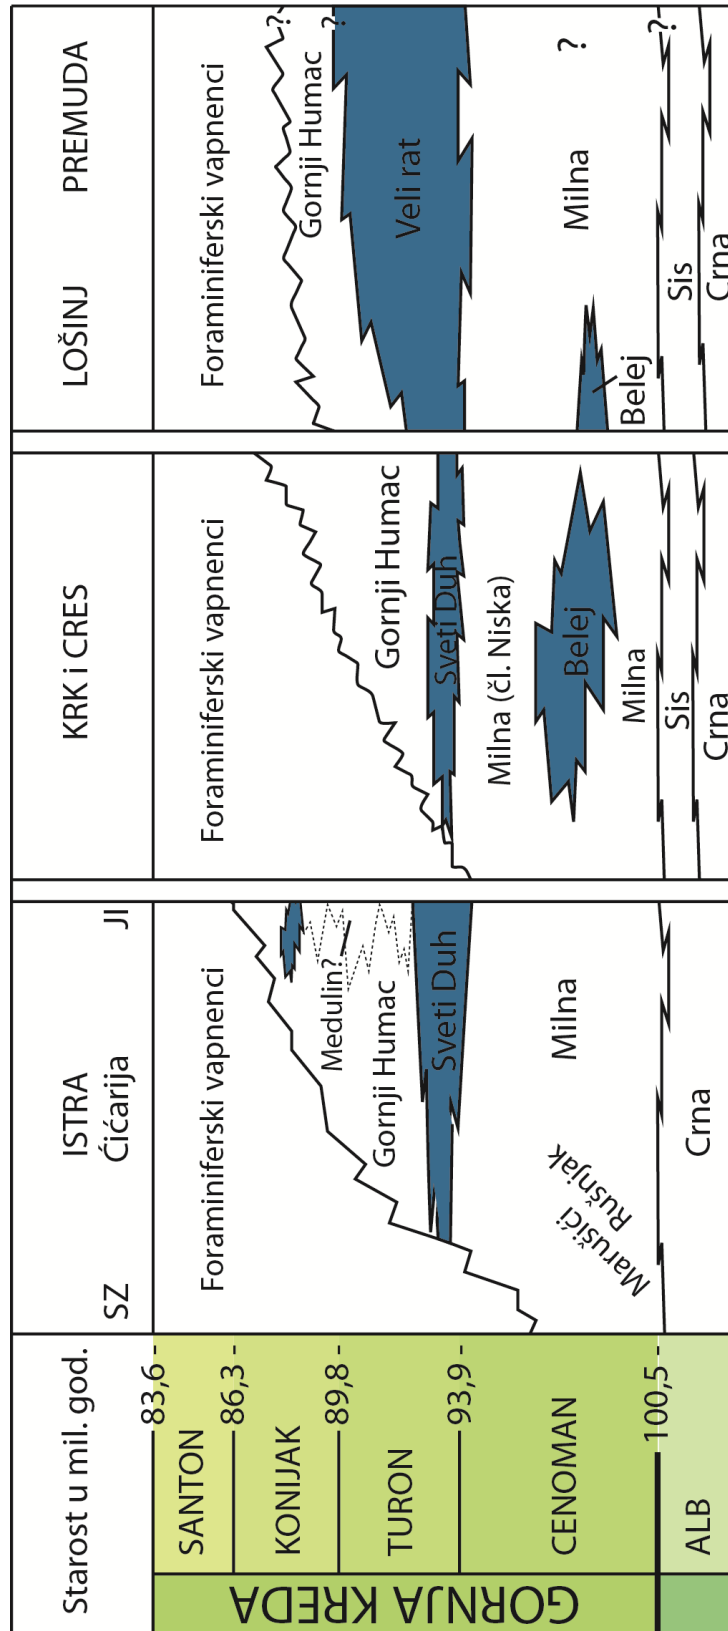 Starost u mil. god.
SZ
ISTRA
Ćićarija
JI
KRK i CRES
LOŠINJ
PREMUDA
GORNJA KREDA
SANTON
KONIJAK
TURON
CENOMAN
ALB
83,6
86,3
89,8
93,9
100,5
Foraminiferski vapnenci
Medulin?
Gornji Humac
Sveti Duh
Milna
Marušići
Rušnjak
Crna
Foraminiferski vapnenci
Gornji Humac
Sveti Duh
Milna (čl. Niska)
Belej
Milna
Sis
Crna
Foraminiferski vapnenci
?
Gornji Humac
?
Veli rat
Milna
?
Belej
?
Sis
Crna